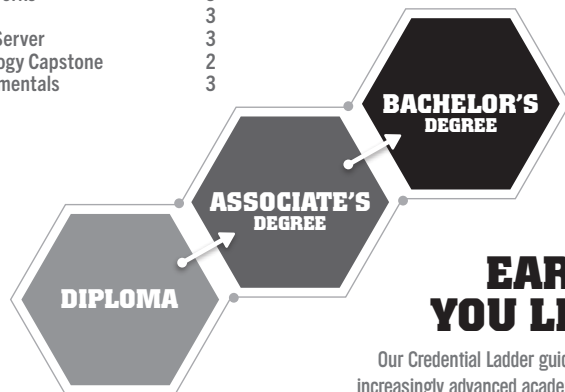 3
Server 3
ogy Capstone 2
mentals 3
BACHELOR'S
DEGREE
ASSOCIATE'S
DEGREE
DIPLOMA
EAR
YOU L
Our Credential Ladder guid
increasingly advanced acade